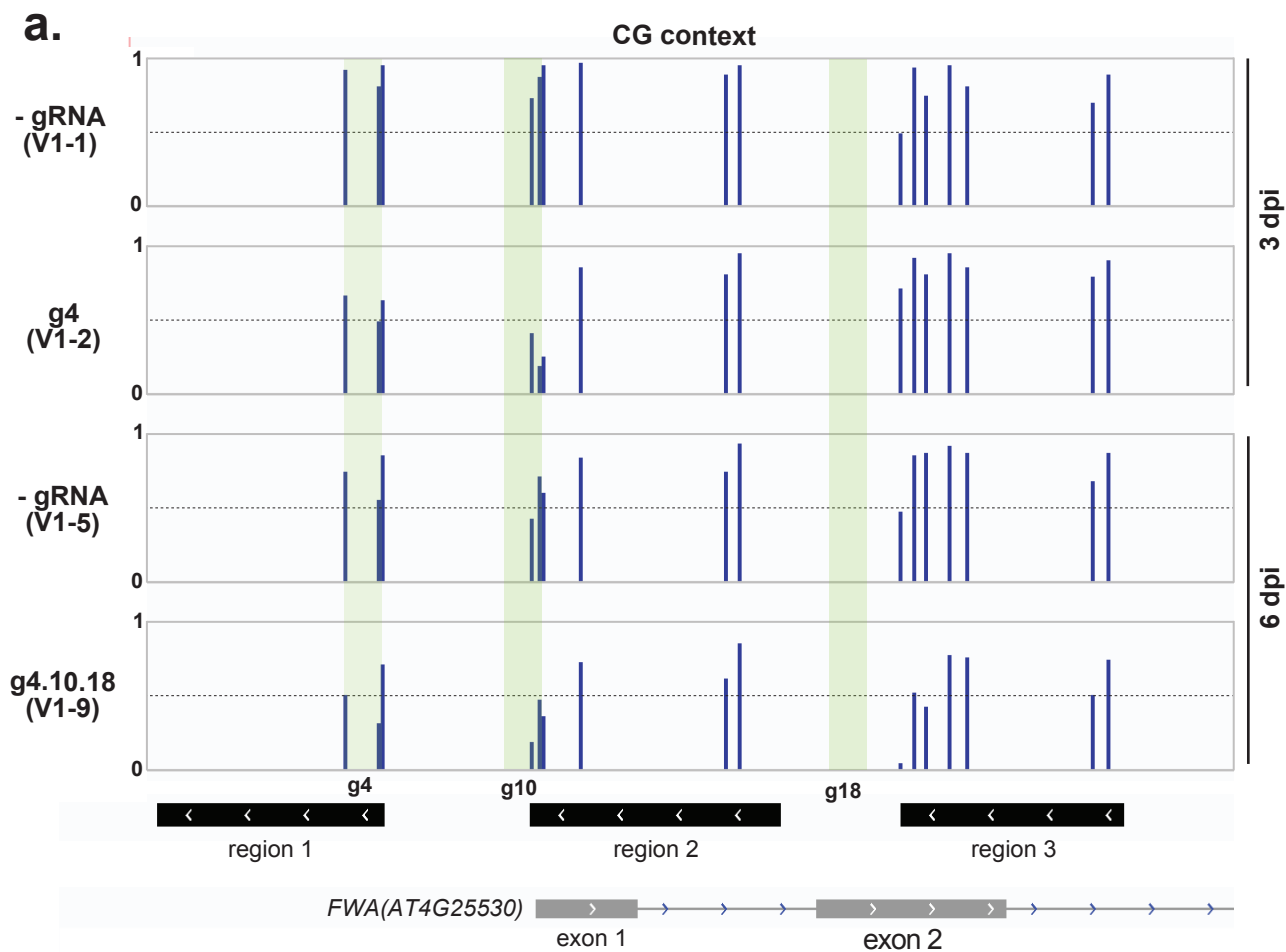 a.
CG context
1
- gRNA
(V1-1)
0
3 dpi
1
g4
(V1-2)
0
1
- gRNA
(V1-5)
0
6 dpi
1
g4.10.18
(V1-9)
0
g4 g10 g18
region 1 region 2 region 3
FWA(AT4G25530)
exon 1 exon 2